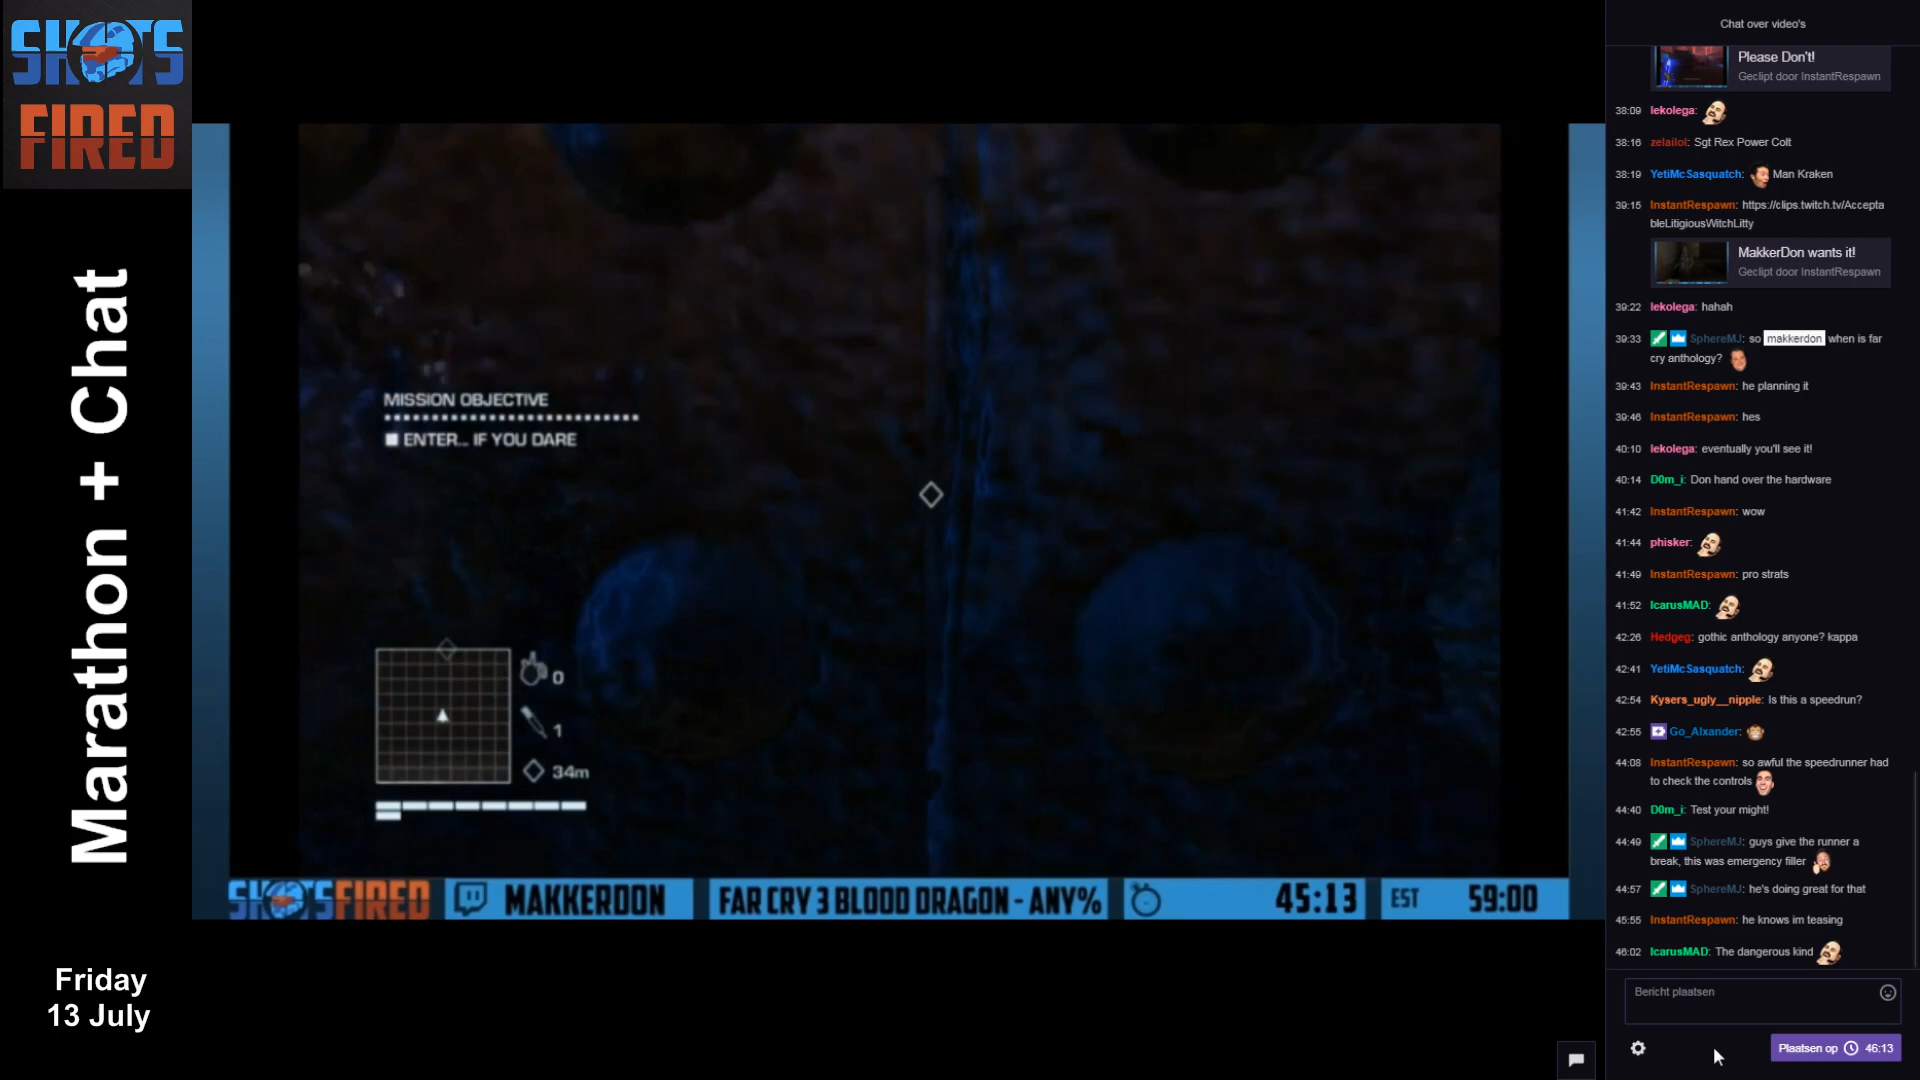 SHOTS
FIRED
Marathon + Chat
Friday
13 July
MISSION OBJECTIVE
ENTER... IF YOU DARE
0
1
34m
SHOTSFIRED
MAKKERDON
FAR CRY 3 BLOOD DRAGON - ANY%
45:13
EST
59:00
Chat over video's
Please Don't!
Geclipt door InstantRespawn
38:09 lekolega:
38:16 zelailol: Sgt Rex Power Colt
38:19 YetiMcSasquatch: Man Kraken
39:15 InstantRespawn: https://clips.twitch.tv/Accepta
bleLitigiousWitchLitty
MakkerDon wants it!
Geclipt door InstantRespawn
39:22 lekolega: hahah
39:33 SphereMJ: so makkerdon when is far
cry anthology?
39:43 InstantRespawn: he planning it
39:46 InstantRespawn: hes
40:10 lekolega: eventually you'll see it!
40:14 D0m_i: Don hand over the hardware
41:42 InstantRespawn: wow
41:44 phisker:
41:49 InstantRespawn: pro strats
41:52 IcarusMAD:
42:26 Hedgeg: gothic anthology anyone? kappa
42:41 YetiMcSasquatch:
42:54 Kysers_ugly__nipple: Is this a speedrun?
42:55 Go_Alxander:
44:08 InstantRespawn: so awful the speedrunner had
to check the controls
44:40 D0m_i: Test your might!
44:49 SphereMJ: guys give the runner a
break, this was emergency filler
44:57 SphereMJ: he's doing great for that
45:55 InstantRespawn: he knows im teasing
46:02 IcarusMAD: The dangerous kind
Bericht plaatsen
Plaatsen op 46:13